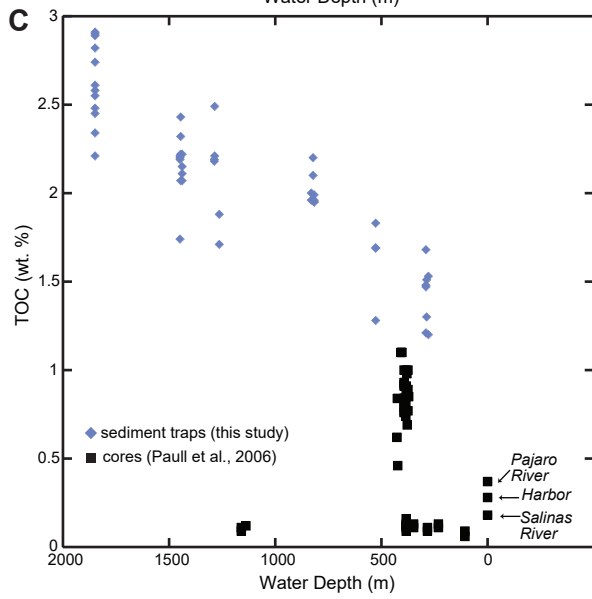 Water Depth (m)
C
3
2.5
2
1.5
1
0.5
0
TOC (wt. %)
sediment traps (this study)
cores (Paull et al., 2006)
Pajaro
River
Harbor
Salinas
River
2000
1500
1000
500
0
Water Depth (m)